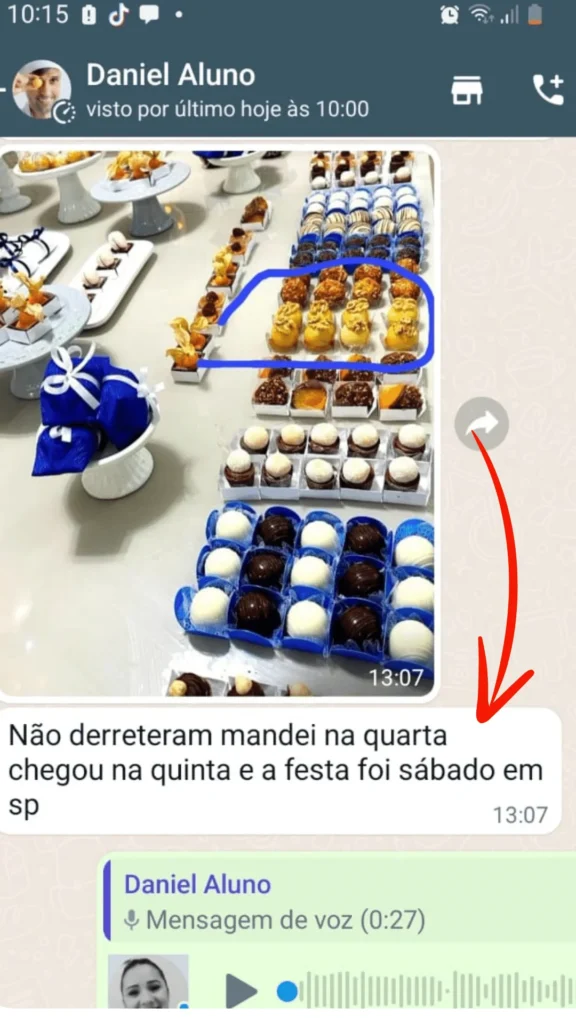 10:15
Daniel Aluno
visto por último hoje às 10:00
13:07
Não derreteram mandei na quarta
chegou na quinta e a festa foi sábado em
sp
13:07
Daniel Aluno
Mensagem de voz (0:27)